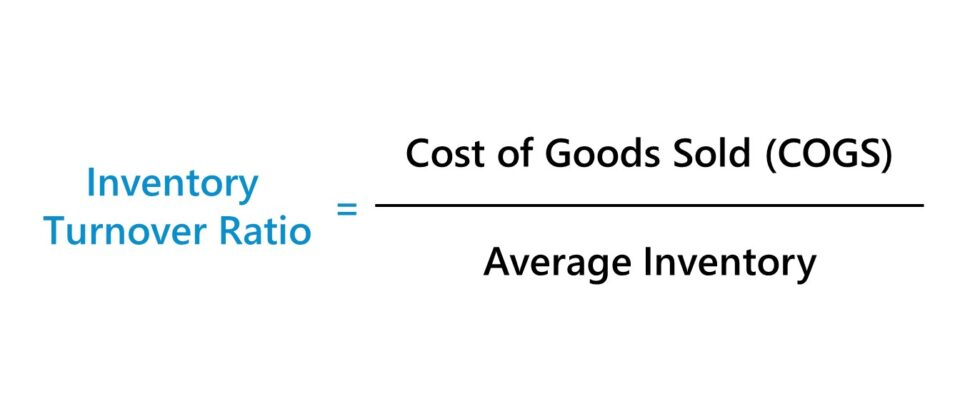 Inventory
Turnover Ratio
=
Cost of Goods Sold (COGS)
Average Inventory